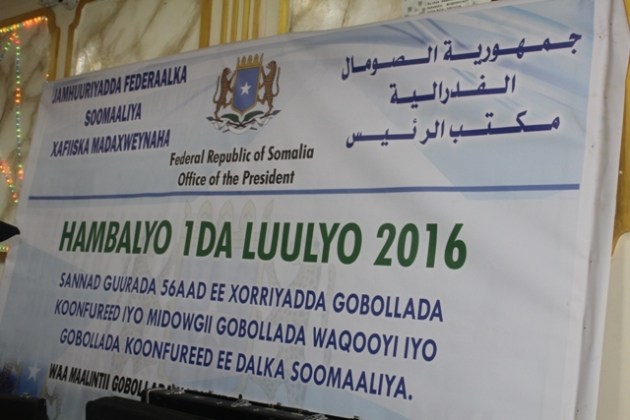 JAMHUURIYADDA FEDERAALKA
SOOMAALIYA
XAFIISKA MADAXWEYNAHA
Federal Republic of Somalia
Office of the President
جمهورية الصومال
الفدرالية
مكتب الرئيس
HAMBALYO 1DA LUULYO 2016
SANNAD GUURADA 56AAD EE XORRIYADDA GOBOLLADA
KOONFUREED IYO MIDOWGII GOBOLLADA WAQOOYI IYO
GOBOLLADA KOONFUREED EE DALKA SOOMAALIYA.
WAA MAALINTII